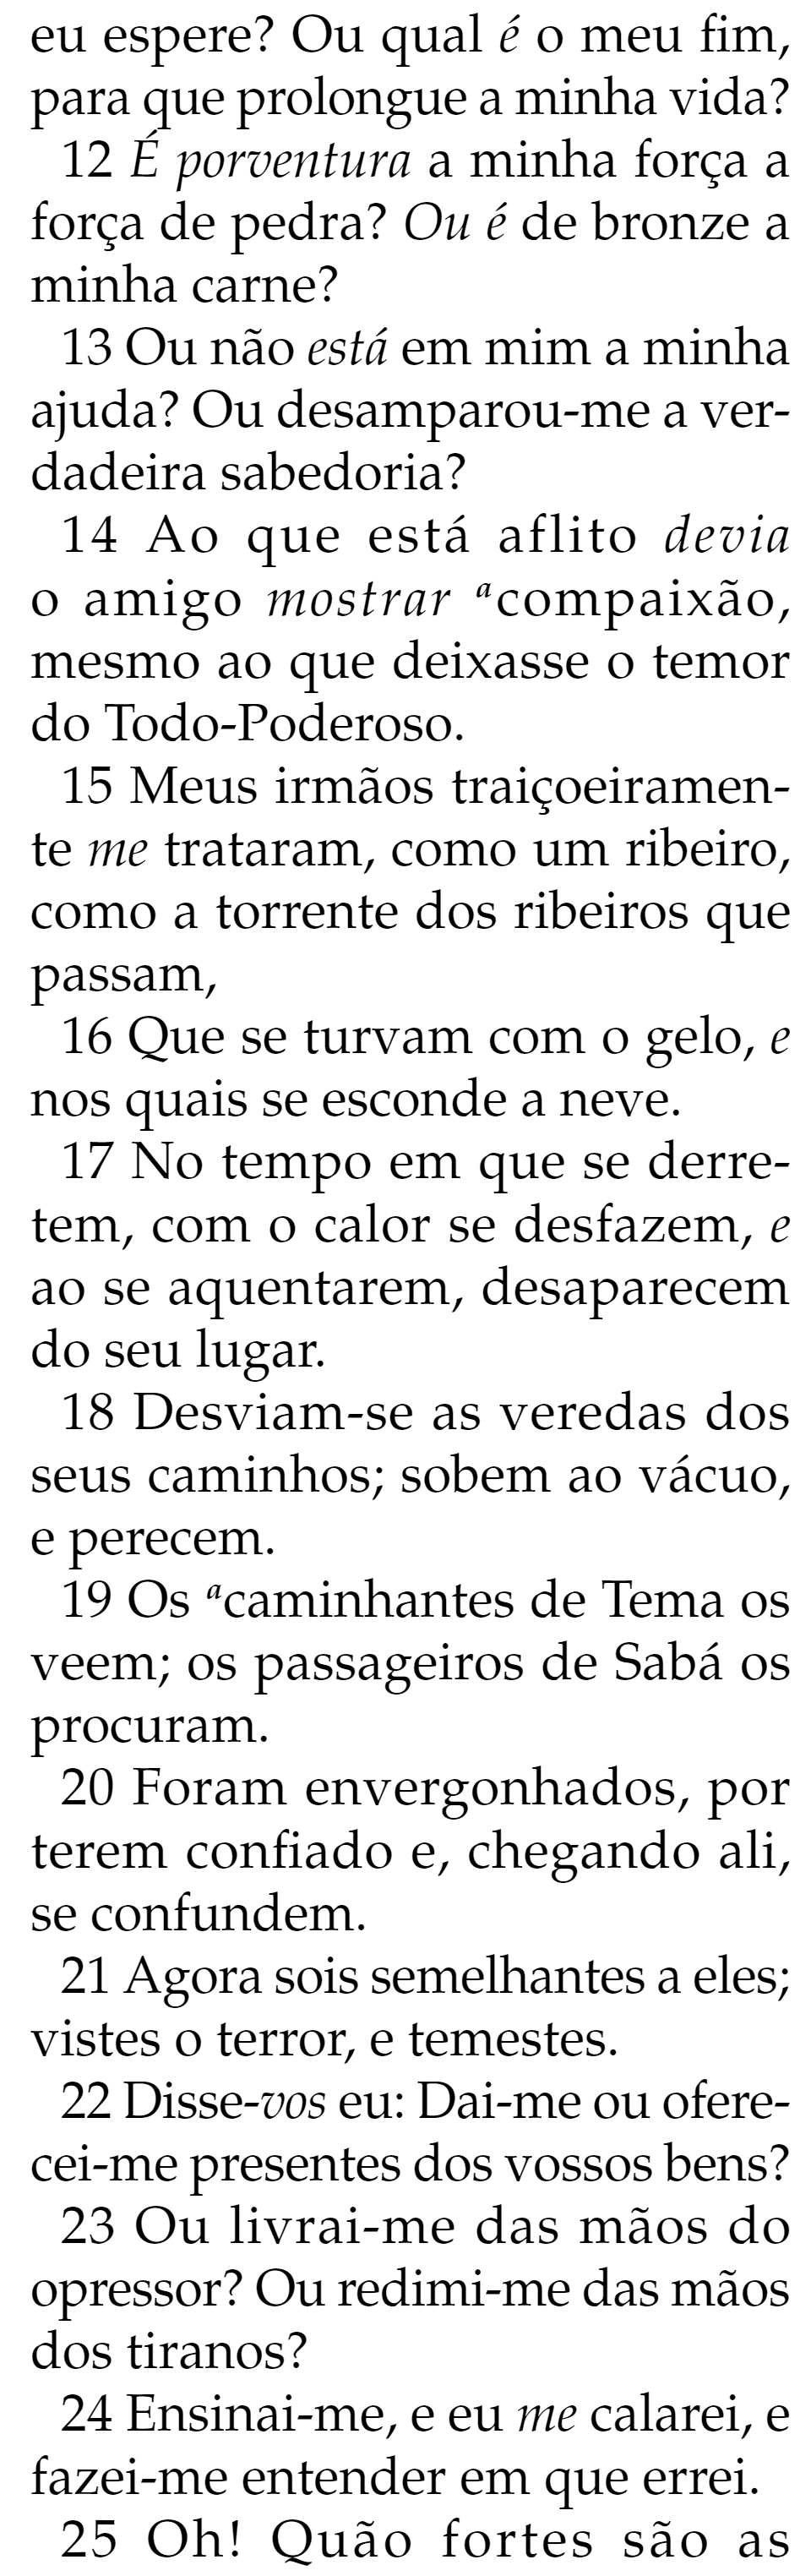 eu espere? Ou qual é o meu fim,
para que prolongue a minha vida?
12 É porventura a minha força a
força de pedra? Ou é de bronze a
minha carne?
13 Ou não está em mim a minha
ajuda? Ou desamparou-me a ver-
dadeira sabedoria?
14 Ao que está aflito devia
o amigo mostrar ᵃcompaixão,
mesmo ao que deixasse o temor
do Todo-Poderoso.
15 Meus irmãos traiçoeiramen-
te me trataram, como um ribeiro,
como a torrente dos ribeiros que
passam,
16 Que se turvam com o gelo, e
nos quais se esconde a neve.
17 No tempo em que se derre-
tem, com o calor se desfazem, e
ao se aquentarem, desaparecem
do seu lugar.
18 Desviam-se as veredas dos
seus caminhos; sobem ao vácuo,
e perecem.
19 Os ᵃcaminhantes de Tema os
veem; os passageiros de Sabá os
procuram.
20 Foram envergonhados, por
terem confiado e, chegando ali,
se confundem.
21 Agora sois semelhantes a eles;
vistes o terror, e temestes.
22 Disse-vos eu: Dai-me ou ofere-
cei-me presentes dos vossos bens?
23 Ou livrai-me das mãos do
opressor? Ou redimi-me das mãos
dos tiranos?
24 Ensinai-me, e eu me calarei, e
fazei-me entender em que errei.
25 Oh! Quão fortes são as